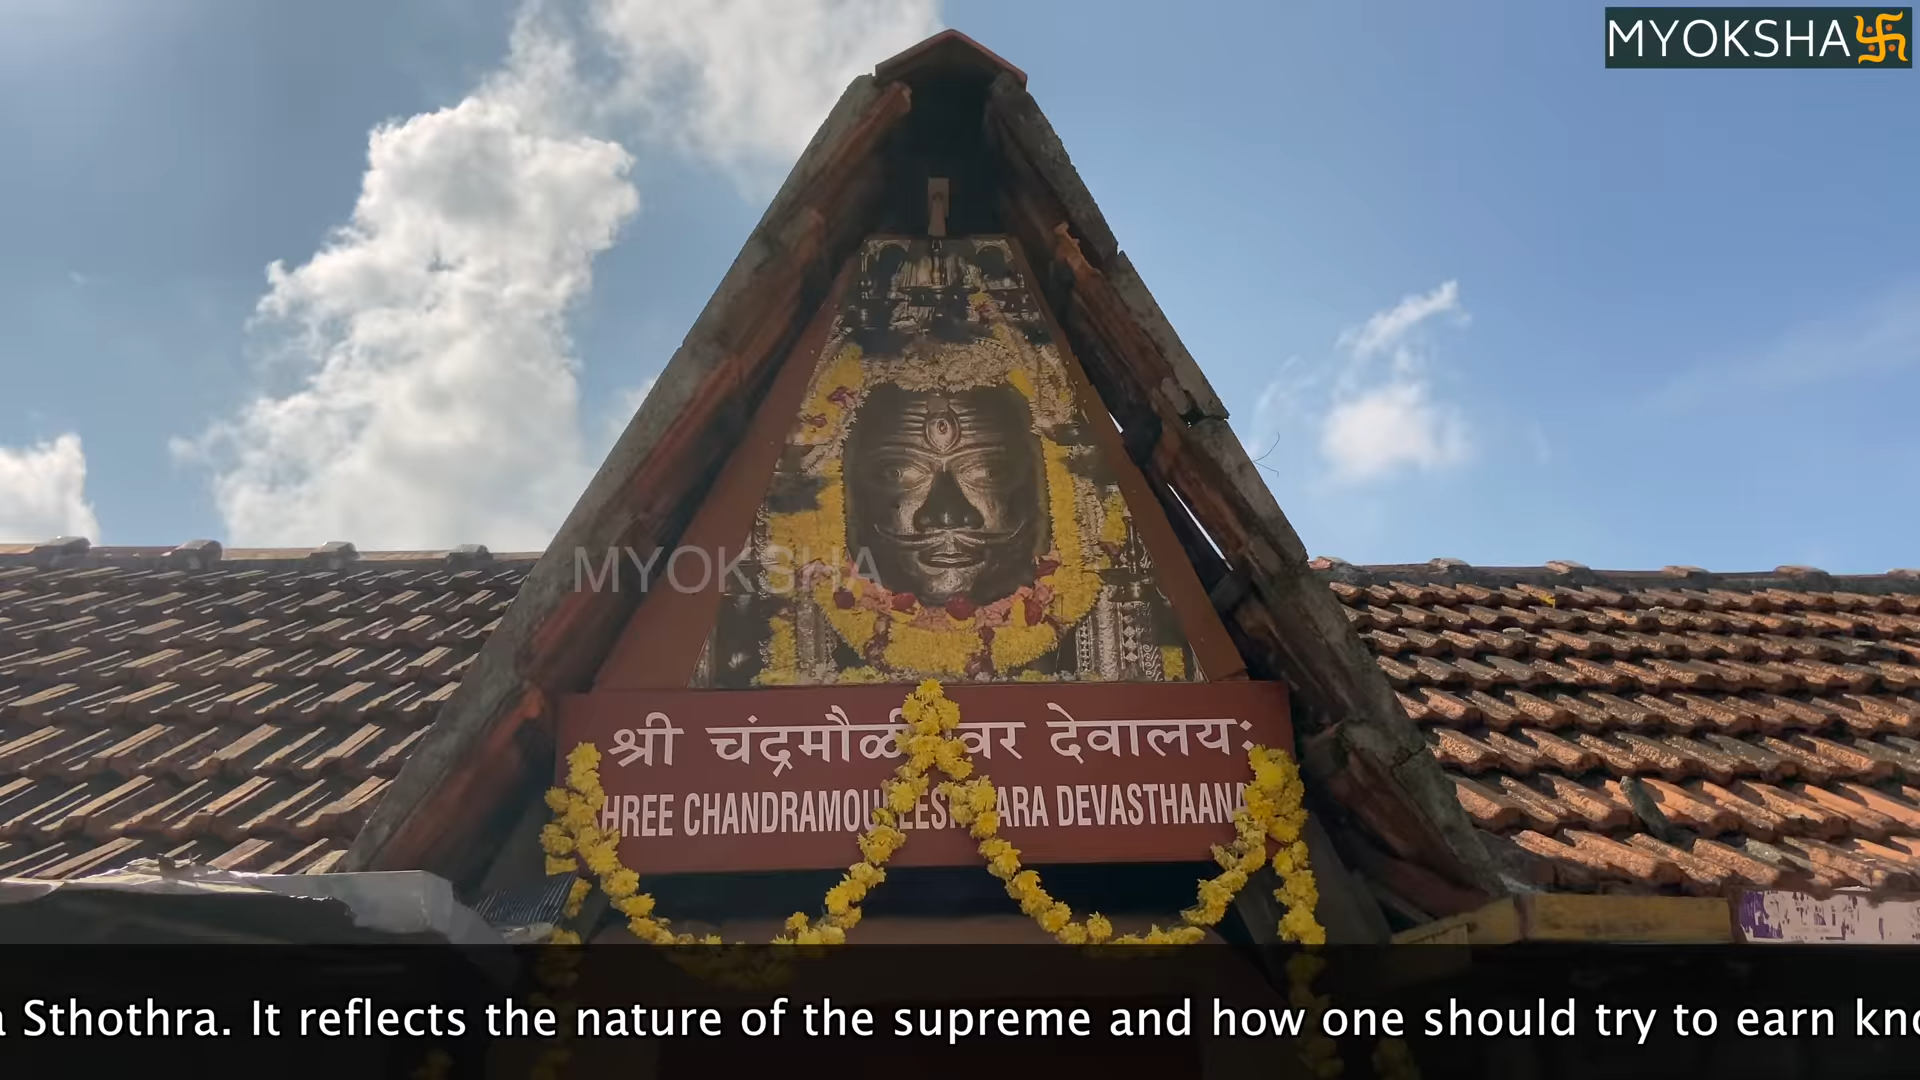 MYOKSHA
MYOKSHA
श्री देवालयः
CHANDRAMOULEESHWARA DEVASTHAANA
Sthothra. It reflects the nature of the supreme and how one should try to earn